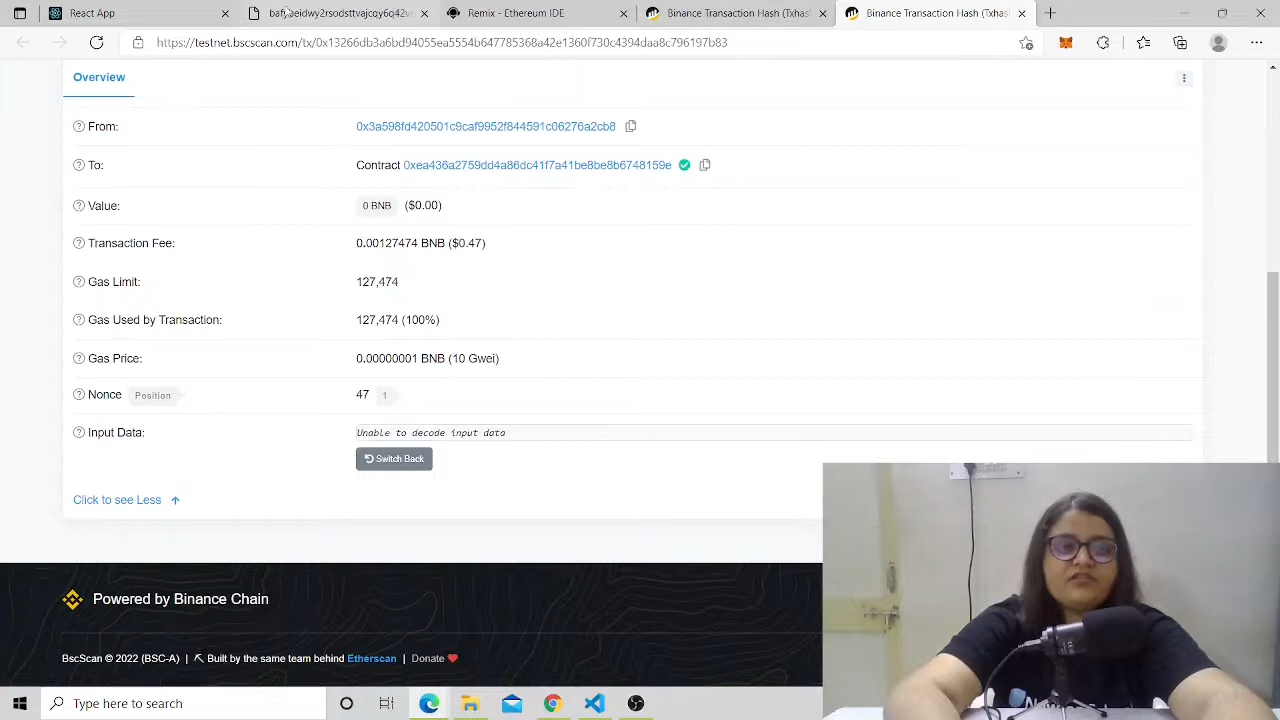 React App
bafybeidwy2rsodsttvajcqy6q42v
Remix - Ethereum IDE
Binance Transaction Hash (Txhas
Binance Transaction Hash (Txhas
https://testnet.bscscan.com/tx/0x13266db3a6bd94055ea5554b647785368a42e1360f730c4394daa8c796197b83
Overview
From:
0x3a598fd420501c9caf9952f844591c06276a2cb8
To:
Contract 0xea436a2759dd4a86dc41f7a41be8be8b6748159e
Value:
0 BNB ($0.00)
Transaction Fee:
0.00127474 BNB ($0.47)
Gas Limit:
127,474
Gas Used by Transaction:
127,474 (100%)
Gas Price:
0.00000001 BNB (10 Gwei)
Nonce Position
47 1
Input Data:
Unable to decode input data
Switch Back
Click to see Less
Powered by Binance Chain
BscScan © 2022 (BSC-A) | Built by the same team behind Etherscan | Donate
Type here to search